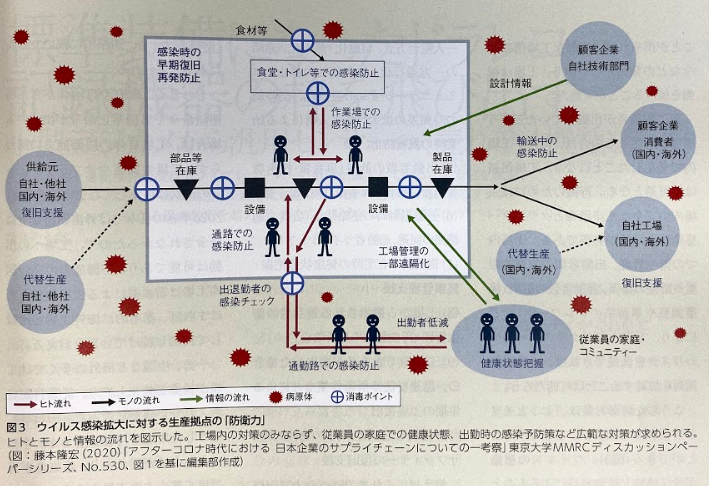 食材等
感染時の
早期復旧
再発防止
食堂・トイレ等での感染防止
作業場での
感染防止
顧客企業
自社技術部門
設計情報
輸送中の
感染防止
顧客企業
消費者
(国内・海外)
供給元
自社・他社
国内・海外
復旧支援
部品等
在庫
設備
設備
製品
在庫
通路での
感染防止
工場管理の
一部遠隔化
代替生産
(国内・海外)
自社工場
(国内・海外)
復旧支援
代替生産
自社・他社
国内・海外
出退勤者の
感染チェック
出勤者低減
通勤路での感染防止
健康状態把握
従業員の家庭・
コミュニティー
ヒト流れ
モノの流れ
情報の流れ
病原体
消毒ポイント
図3 ウイルス感染拡大に対する生産拠点の「防衛力」
ヒトとモノと情報の流れを図示した。工場内の対策のみならず、従業員の家庭での健康状態、出勤時の感染予防策など広範な対策が求められる。
(図:藤本隆宏(2020)「アフターコロナ時代における 日本企業のサプライチェーンについての一考察」東京大学MMRCディスカッションペ
ーパーシリーズ、No.530、図1を基に編集部作成)